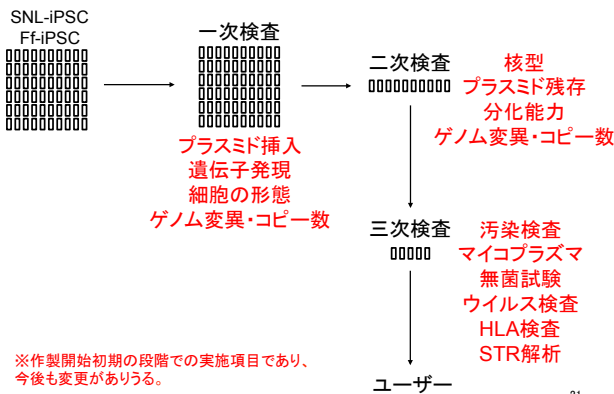 SNL-iPSC
Ff-iPSC
一次検査
プラスミド挿入
遺伝子発現
細胞の形態
ゲノム変異・コピー数
二次検査
核型
プラスミド残存
分化能力
ゲノム変異・コピー数
三次検査
汚染検査
マイコプラズマ
無菌試験
ウイルス検査
HLA検査
STR解析
※作製開始初期の段階での実施項目であり、
今後も変更がありうる。
ユーザー